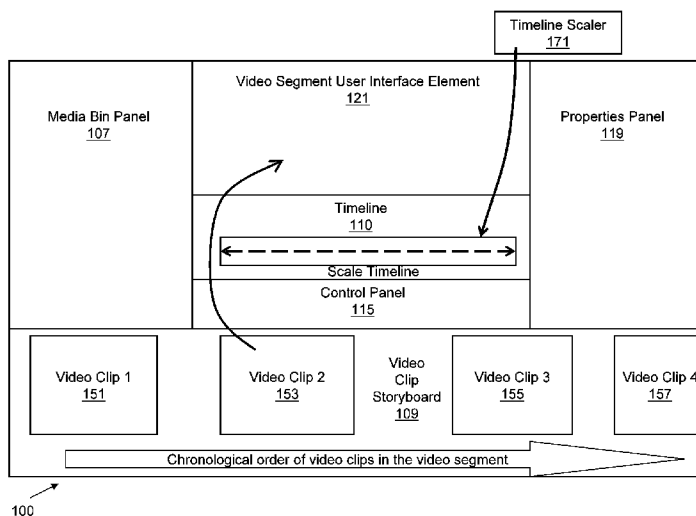 Timeline Scaler
171
Video Segment User Interface Element
121
Media Bin Panel
107
Properties Panel
119
Timeline
110
Scale Timeline
Control Panel
115
Video Clip 1
151
Video Clip 2
153
Video
Clip
Storyboard
109
Video Clip 3
155
Video Clip 4
157
Chronological order of video clips in the video segment
100